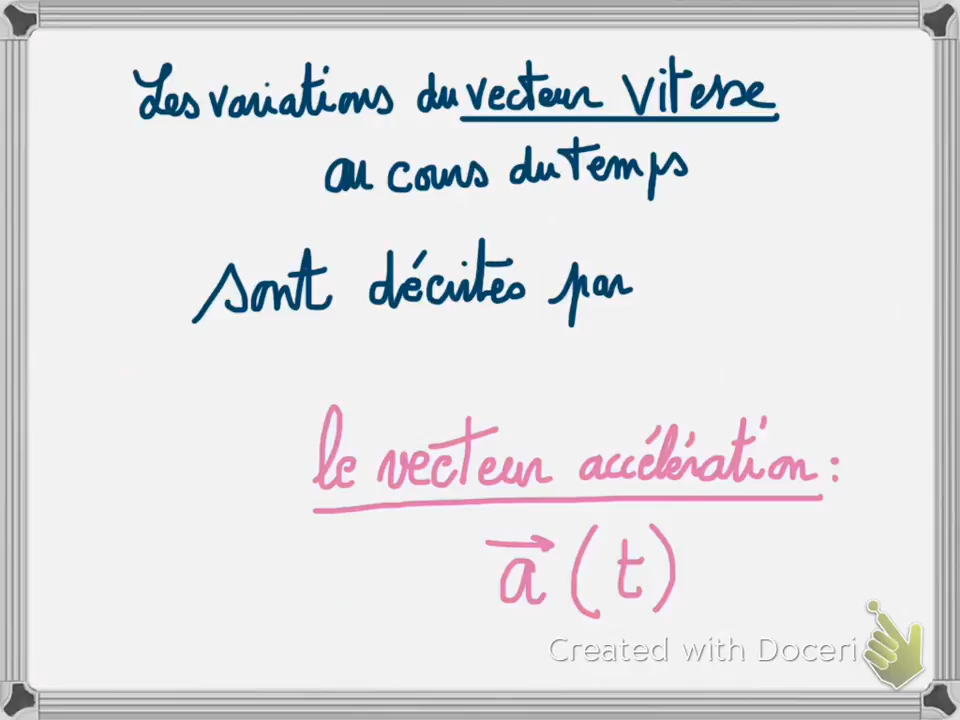 Les variations du vecteur vitesse
au cours du temps
sont décrites par
le vecteur accélération :
a⃗ (t)
Created with Doceri